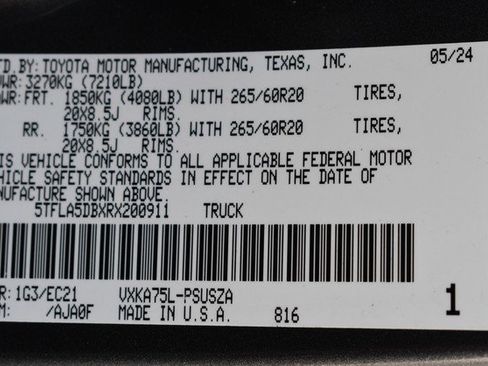 MFD BY: TOYOTA MOTOR MANUFACTURING, TEXAS, INC. 05/24
WR: 3270KG (7210LB)
WR: FRT. 1850KG (4080LB) WITH 265/60R20 TIRES,
20X8.5J RIMS.
RR. 1750KG (3860LB) WITH 265/60R20 TIRES,
20X8.5J RIMS.
IS VEHICLE CONFORMS TO ALL APPLICABLE FEDERAL MOTOR
HICLE SAFETY STANDARDS IN EFFECT ON THE DATE OF
NUFACTURE SHOWN ABOVE.
5TFLA5DBXRX200911 TRUCK
R: 1G3/EC21 VXKA75L-PSUSZA
M: /AJA0F MADE IN U.S.A. 816 1